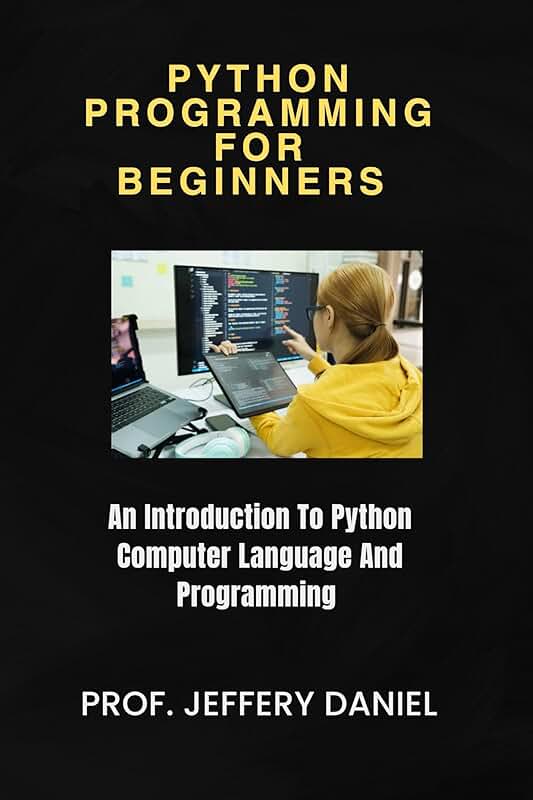 PYTHON
PROGRAMMING
FOR
BEGINNERS
An Introduction To Python
Computer Language And
Programming
PROF. JEFFERY DANIEL